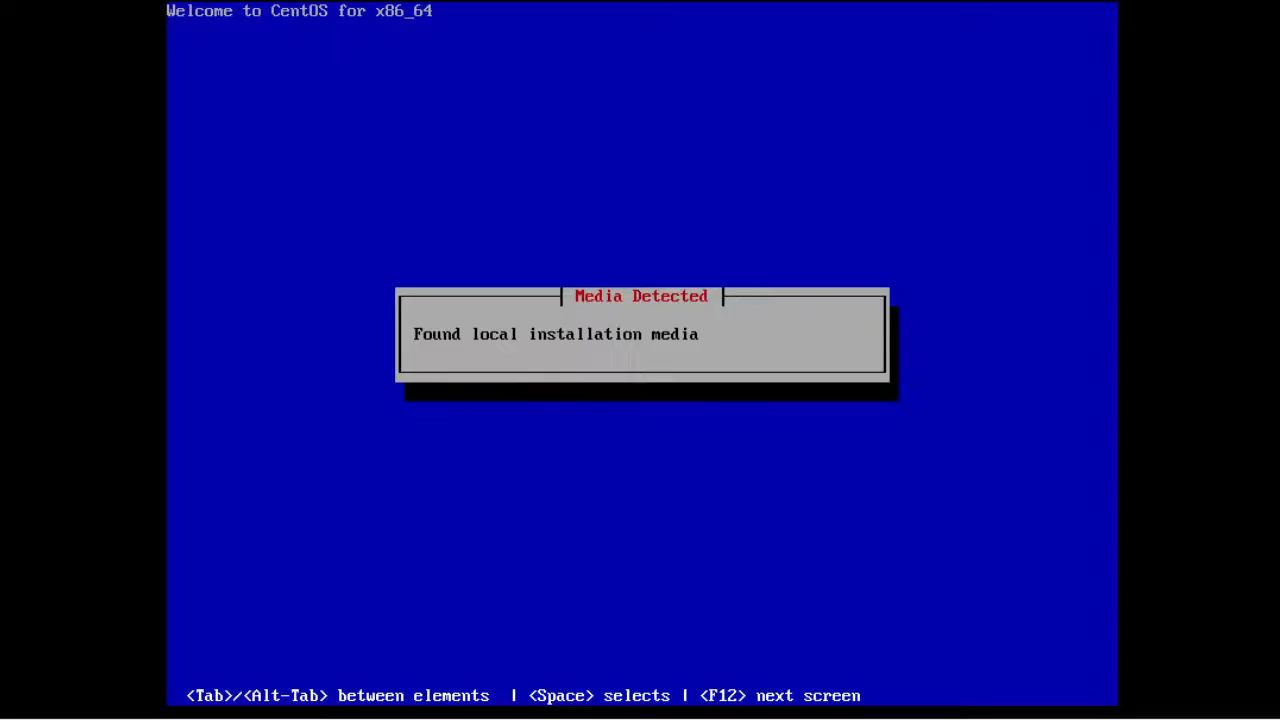 Welcome to CentOS for x86_64
Media Detected
Found local installation media
<Tab>/<Alt-Tab> between elements | <Space> selects | <F12> next screen